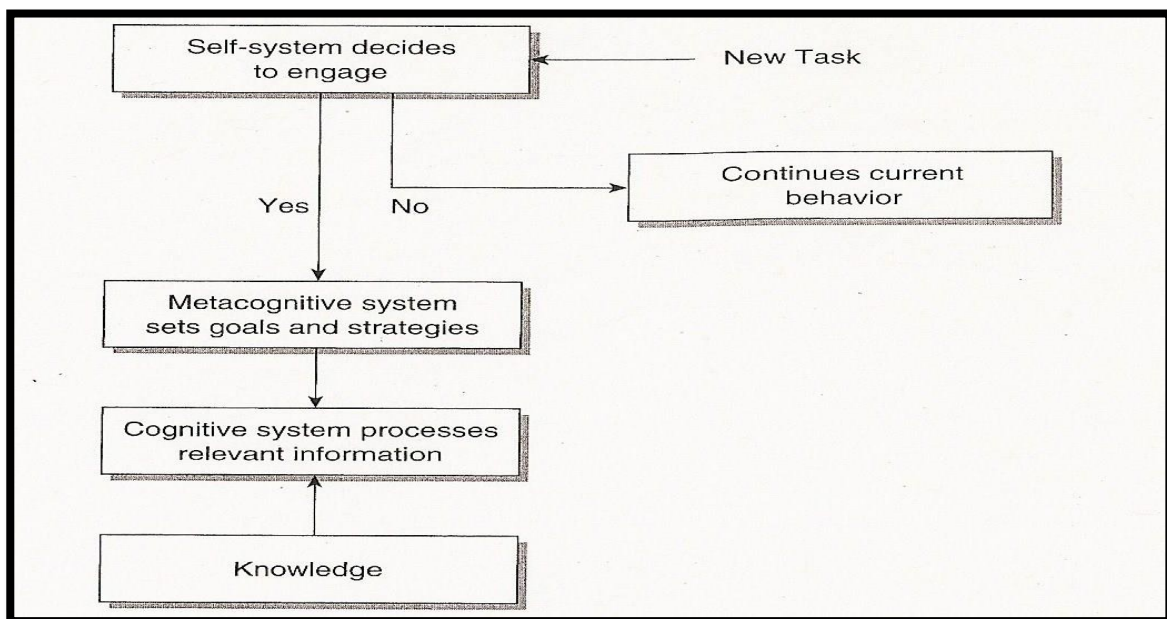 Self-system decides
to engage
New Task
Continues current
behavior
Yes
No
Metacognitive system
sets goals and strategies
Cognitive system processes
relevant information
Knowledge